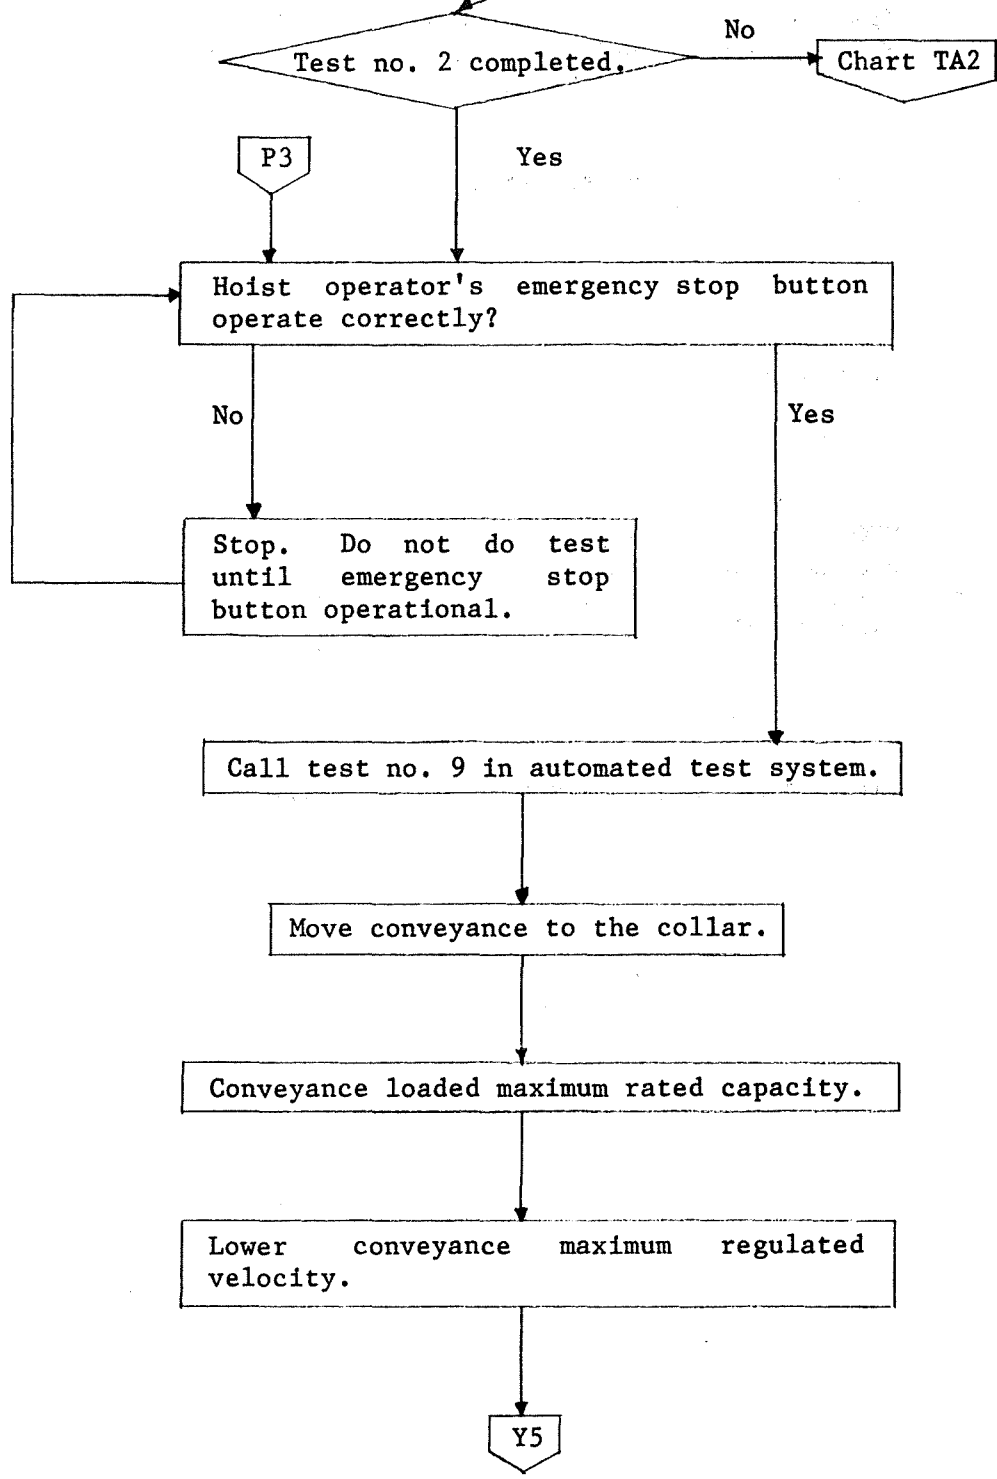 No
Test no. 2 completed.
Chart TA2
P3
Yes
Hoist operator's emergency stop button
operate correctly?
No
Yes
Stop. Do not do test
until emergency stop
button operational.
Call test no. 9 in automated test system.
Move conveyance to the collar.
Conveyance loaded maximum rated capacity.
Lower conveyance maximum regulated
velocity.
Y5